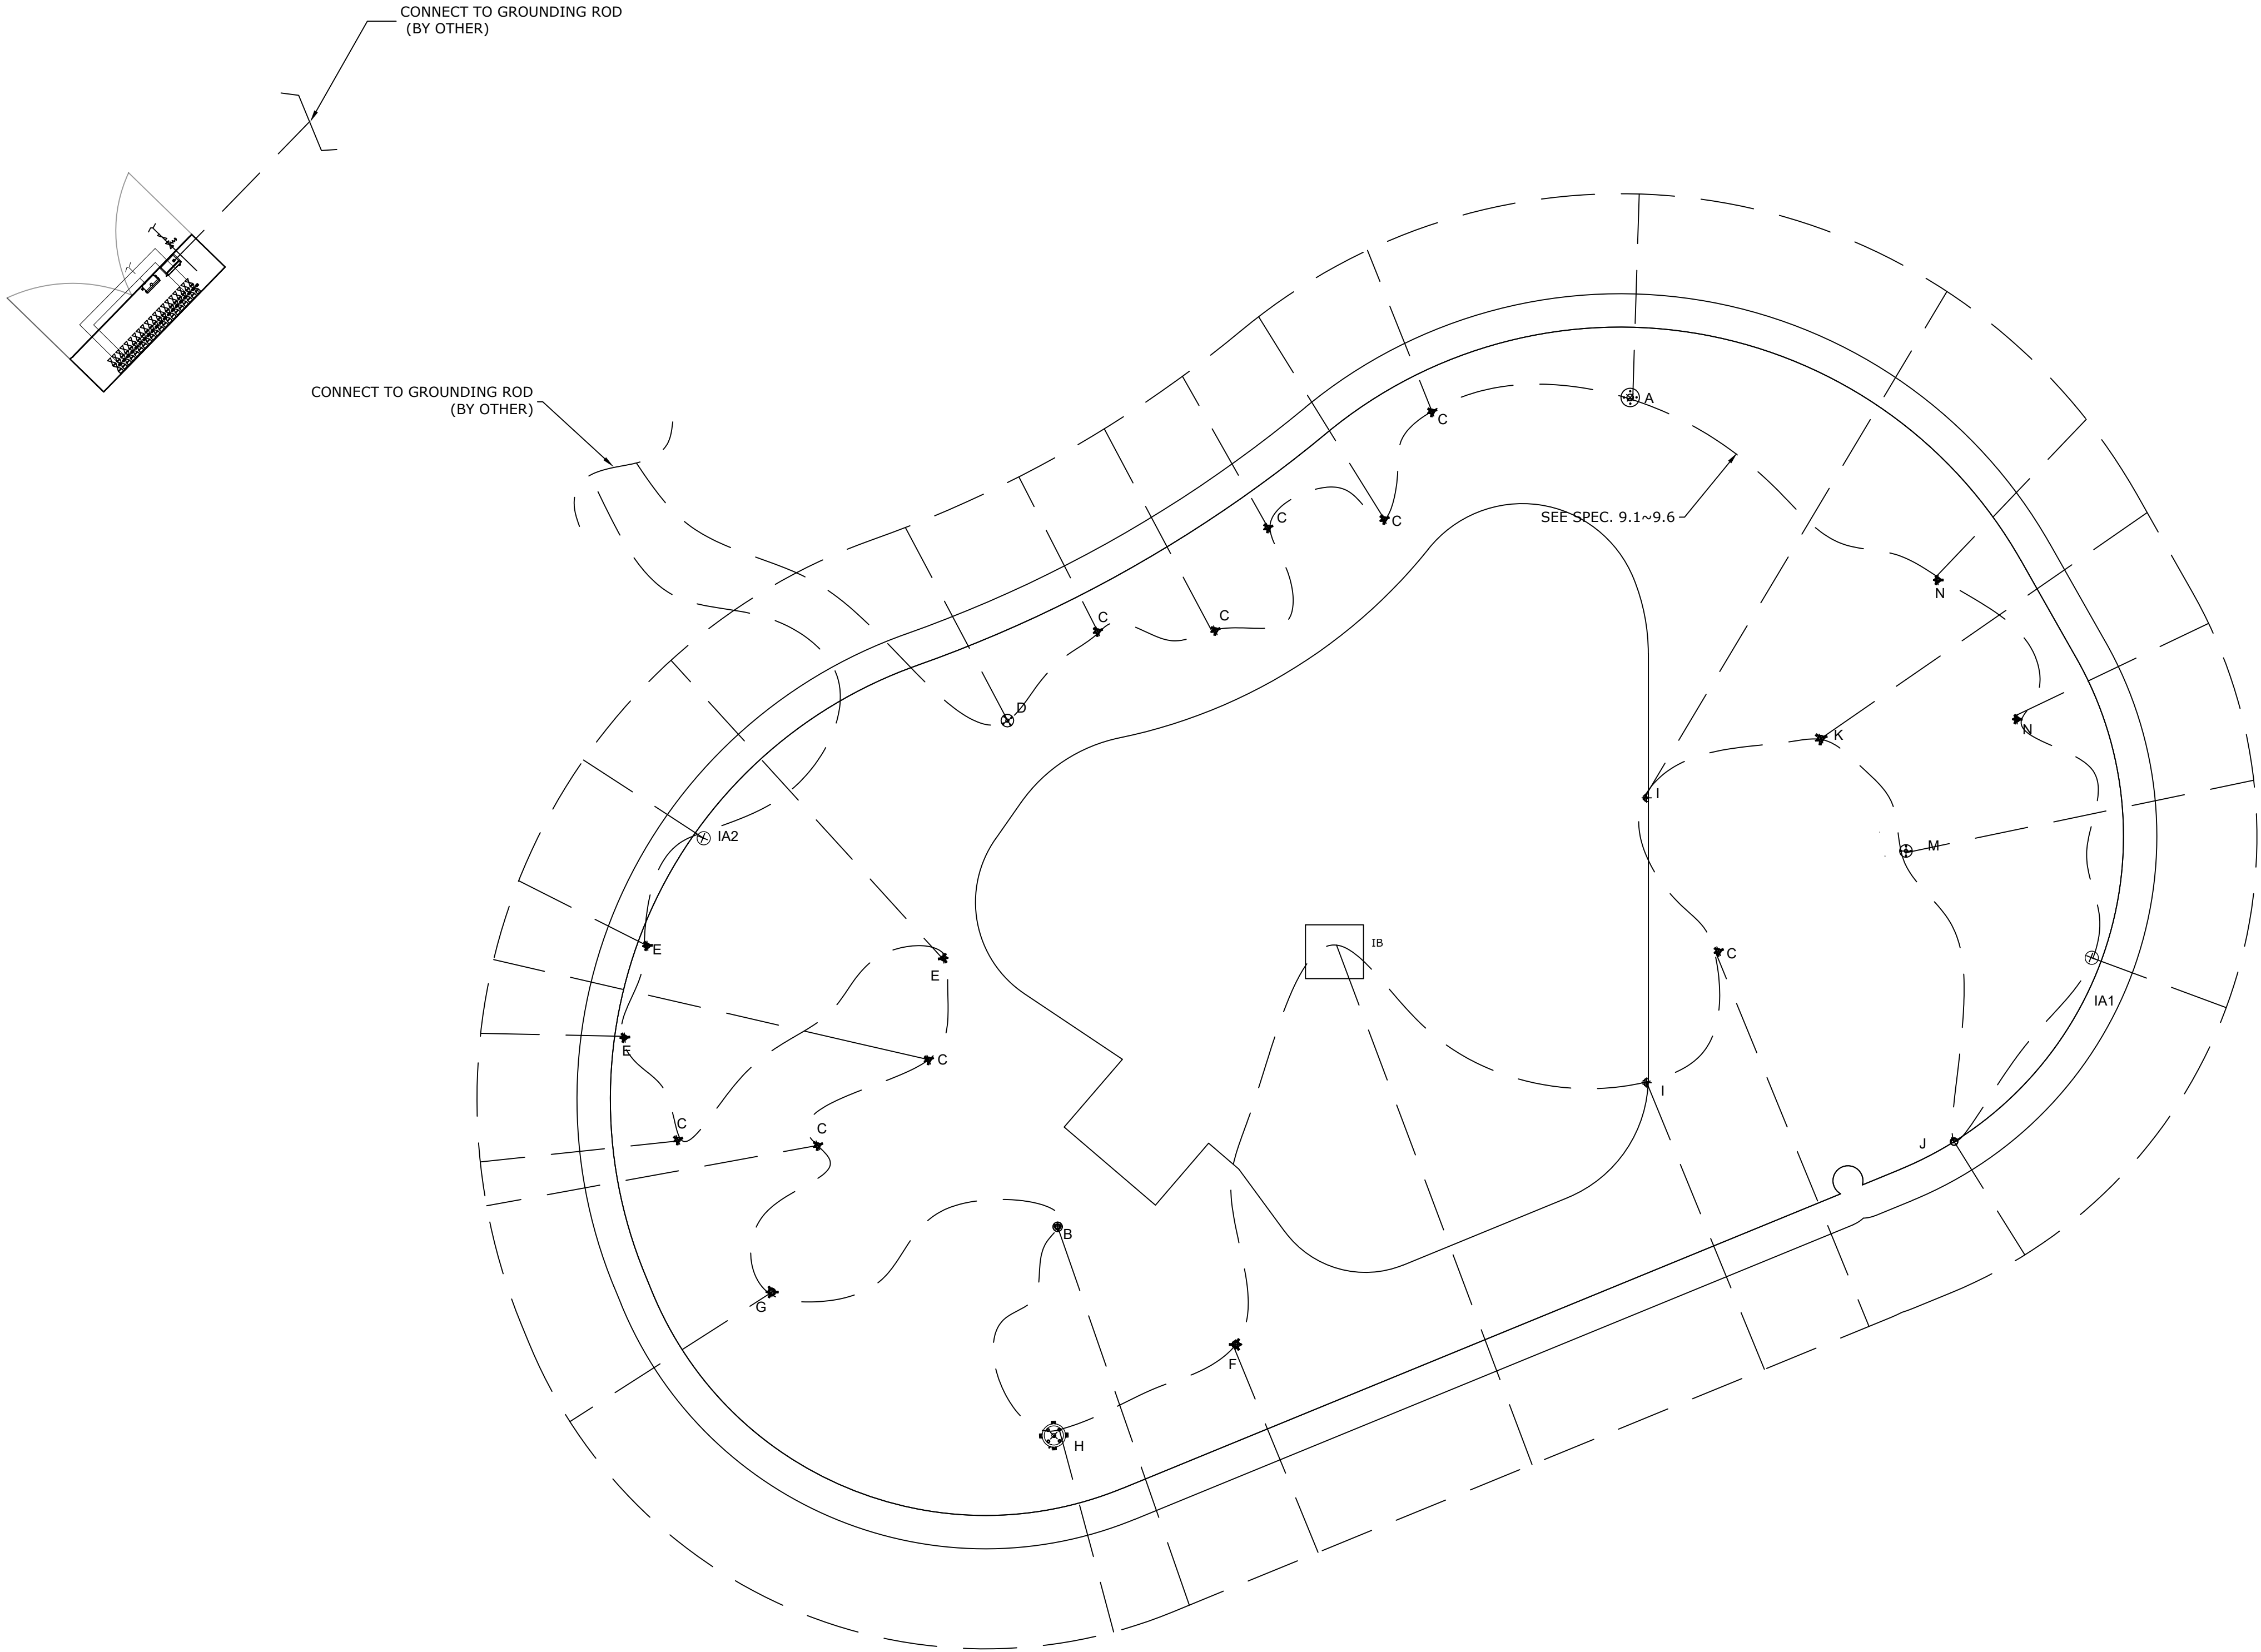 CONNECT TO GROUNDING ROD
(BY OTHER)
CONNECT TO GROUNDING ROD
(BY OTHER)
A
C
C
C
SEE SPEC. 9.1~9.6
N
C
C
D
N
K
I
IA2
M
E
IB
C
E
IA1
E
C
I
C
C
J
B
G
F
H